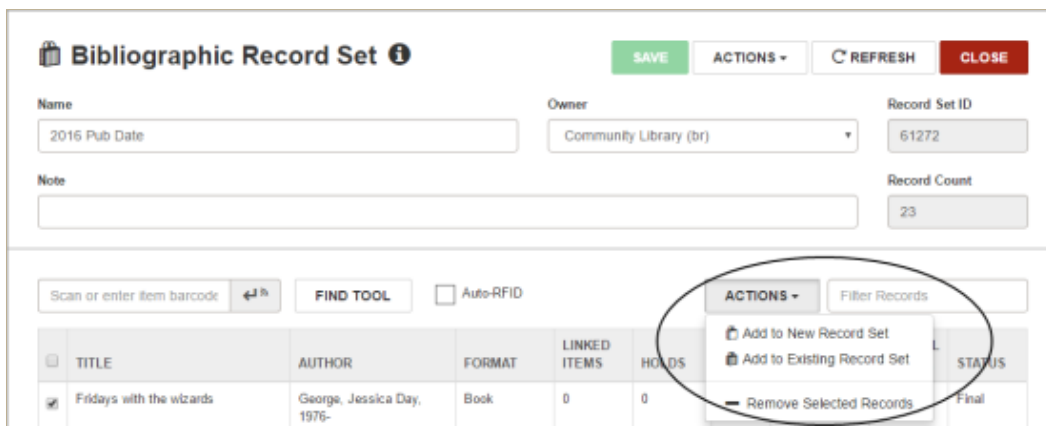 Bibliographic Record Set
SAVE
ACTIONS
REFRESH
CLOSE
Name
Owner
Record Set ID
2016 Pub Date
Community Library (br)
61272
Note
Record Count
23
Scan or enter item barcode
FIND TOOL
Auto-RFID
ACTIONS
Filter Records
Add to New Record Set
Add to Existing Record Set
Remove Selected Records
TITLE
AUTHOR
FORMAT
LINKED
ITEMS
HOLDS
L
STATUS
Fridays with the wizards
George, Jessica Day,
1976-
Book
0
0
Final